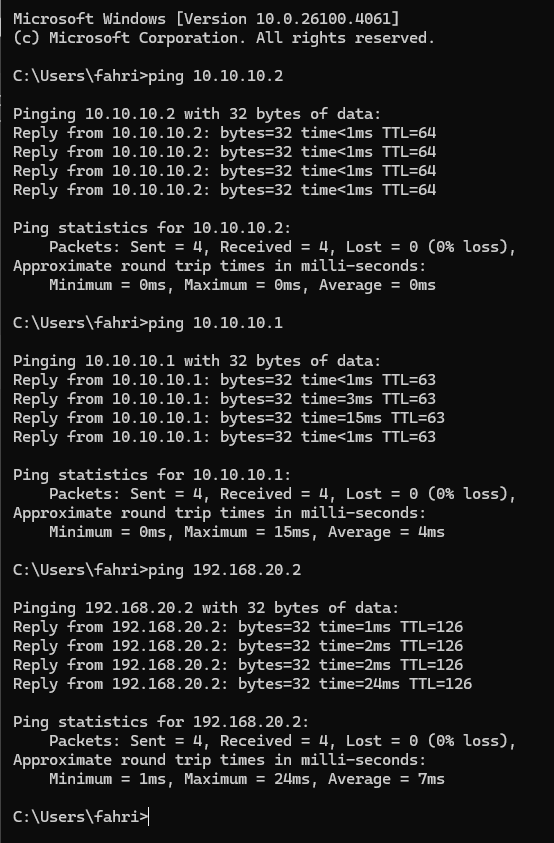 Microsoft Windows [Version 10.0.26100.4061]
(c) Microsoft Corporation. All rights reserved.
C:\Users\fahri>ping 10.10.10.2
Pinging 10.10.10.2 with 32 bytes of data:
Reply from 10.10.10.2: bytes=32 time<1ms TTL=64
Reply from 10.10.10.2: bytes=32 time<1ms TTL=64
Reply from 10.10.10.2: bytes=32 time<1ms TTL=64
Reply from 10.10.10.2: bytes=32 time<1ms TTL=64
Ping statistics for 10.10.10.2:
    Packets: Sent = 4, Received = 4, Lost = 0 (0% loss),
Approximate round trip times in milli-seconds:
    Minimum = 0ms, Maximum = 0ms, Average = 0ms
C:\Users\fahri>ping 10.10.10.1
Pinging 10.10.10.1 with 32 bytes of data:
Reply from 10.10.10.1: bytes=32 time<1ms TTL=63
Reply from 10.10.10.1: bytes=32 time=3ms TTL=63
Reply from 10.10.10.1: bytes=32 time=15ms TTL=63
Reply from 10.10.10.1: bytes=32 time<1ms TTL=63
Ping statistics for 10.10.10.1:
    Packets: Sent = 4, Received = 4, Lost = 0 (0% loss),
Approximate round trip times in milli-seconds:
    Minimum = 0ms, Maximum = 15ms, Average = 4ms
C:\Users\fahri>ping 192.168.20.2
Pinging 192.168.20.2 with 32 bytes of data:
Reply from 192.168.20.2: bytes=32 time=1ms TTL=126
Reply from 192.168.20.2: bytes=32 time=2ms TTL=126
Reply from 192.168.20.2: bytes=32 time=2ms TTL=126
Reply from 192.168.20.2: bytes=32 time=24ms TTL=126
Ping statistics for 192.168.20.2:
    Packets: Sent = 4, Received = 4, Lost = 0 (0% loss),
Approximate round trip times in milli-seconds:
    Minimum = 1ms, Maximum = 24ms, Average = 7ms
C:\Users\fahri>